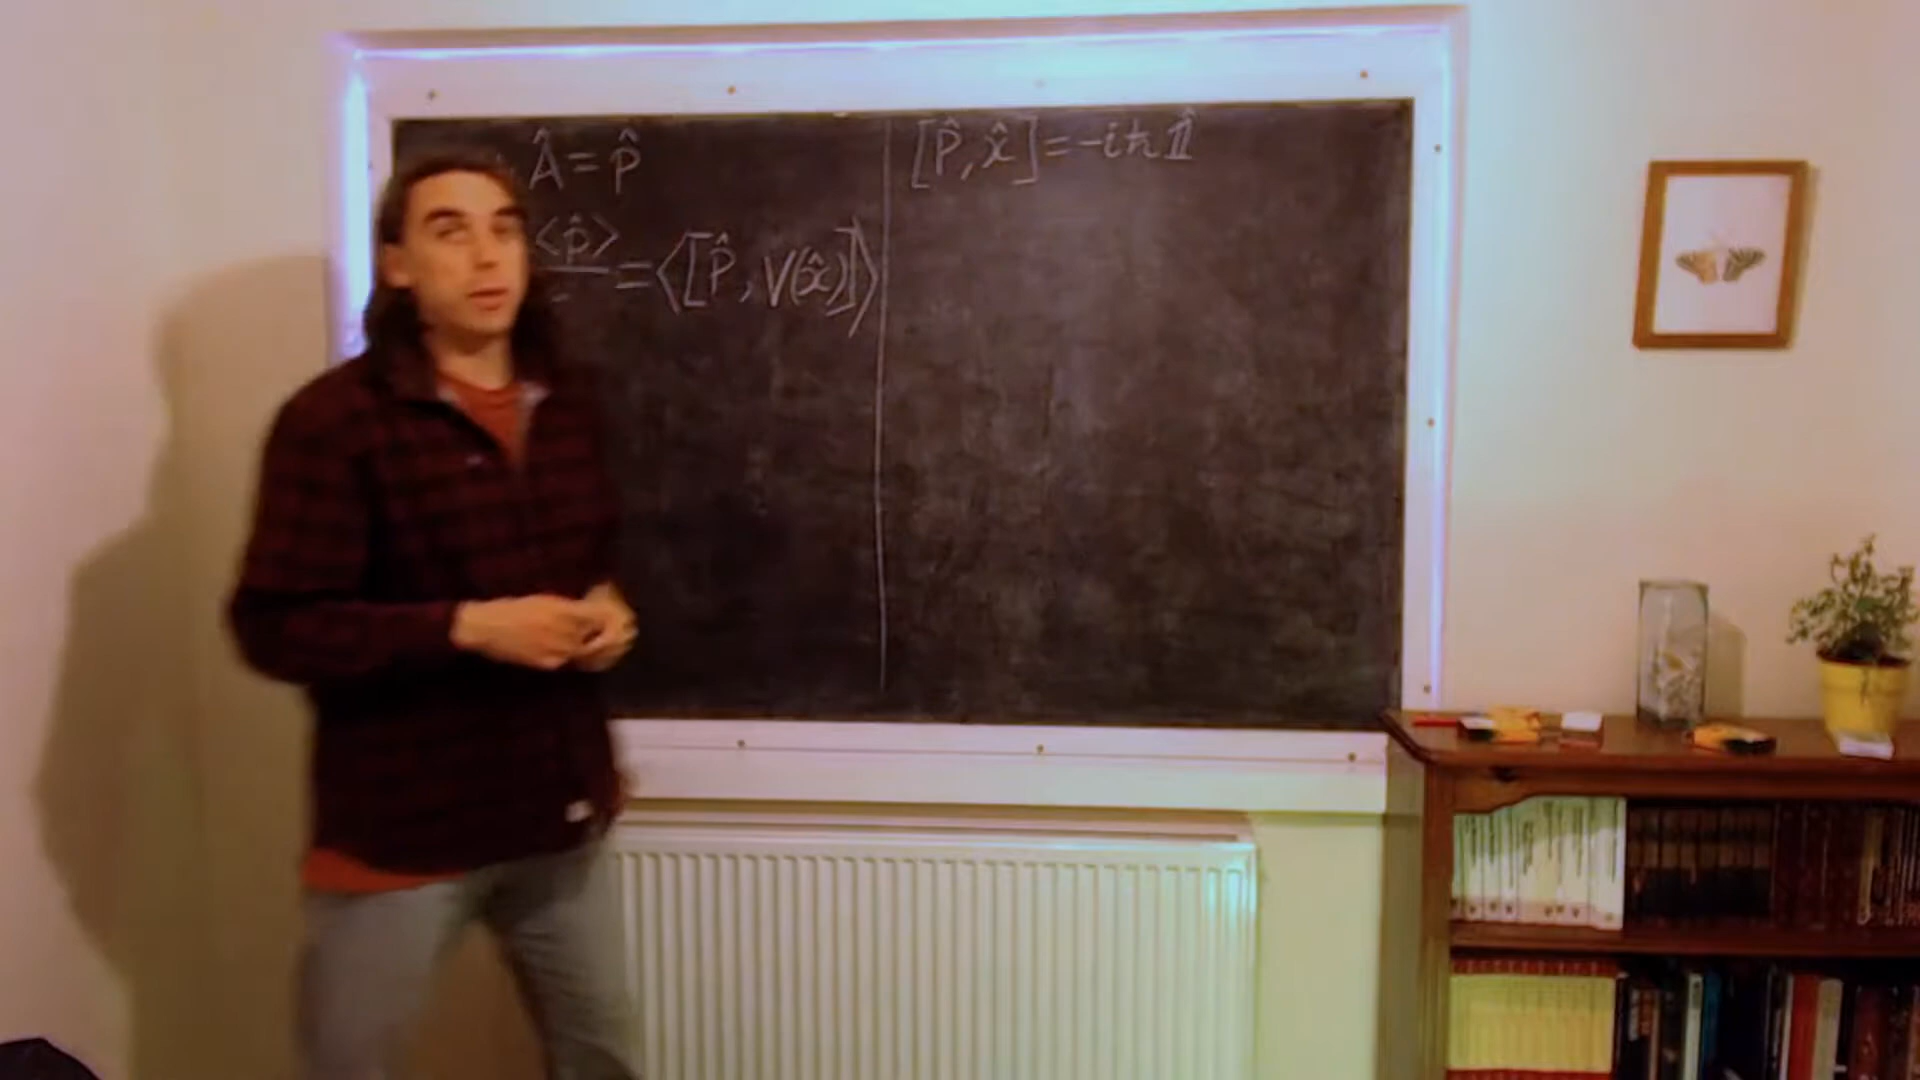 Â = p̂
[p̂, x̂] = -iħ𝟙̂
⟨p̂⟩ = ⟨[p̂, V(x̂)]⟩